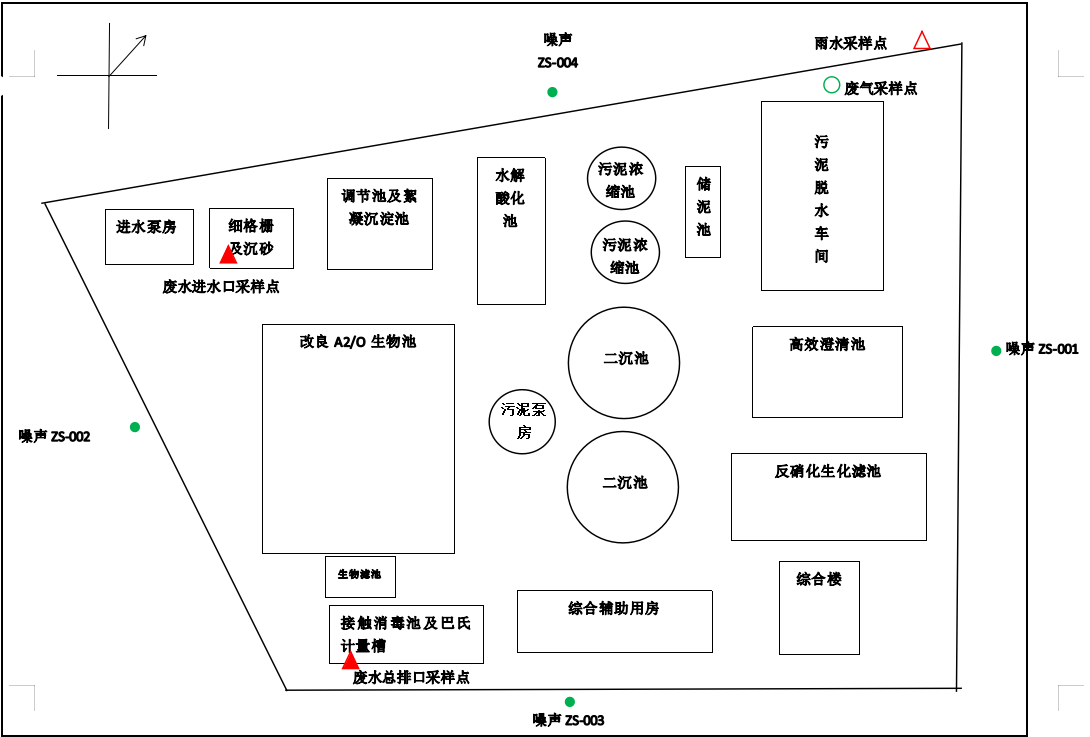 噪声
ZS-004
雨水采样点
废气采样点
污
泥
脱
水
车
间
水解
酸化
池
污泥浓
缩池
储
泥
池
调节池及絮
凝沉淀池
进水泵房
细格栅
及沉砂
污泥浓
缩池
废水进水口采样点
改良 A2/O 生物池
二沉池
高效澄清池
噪声 ZS-001
污泥泵
房
噪声 ZS-002
二沉池
反硝化生化滤池
生物滤池
综合楼
综合辅助用房
接触消毒池及巴氏
计量槽
废水总排口采样点
噪声 ZS-003